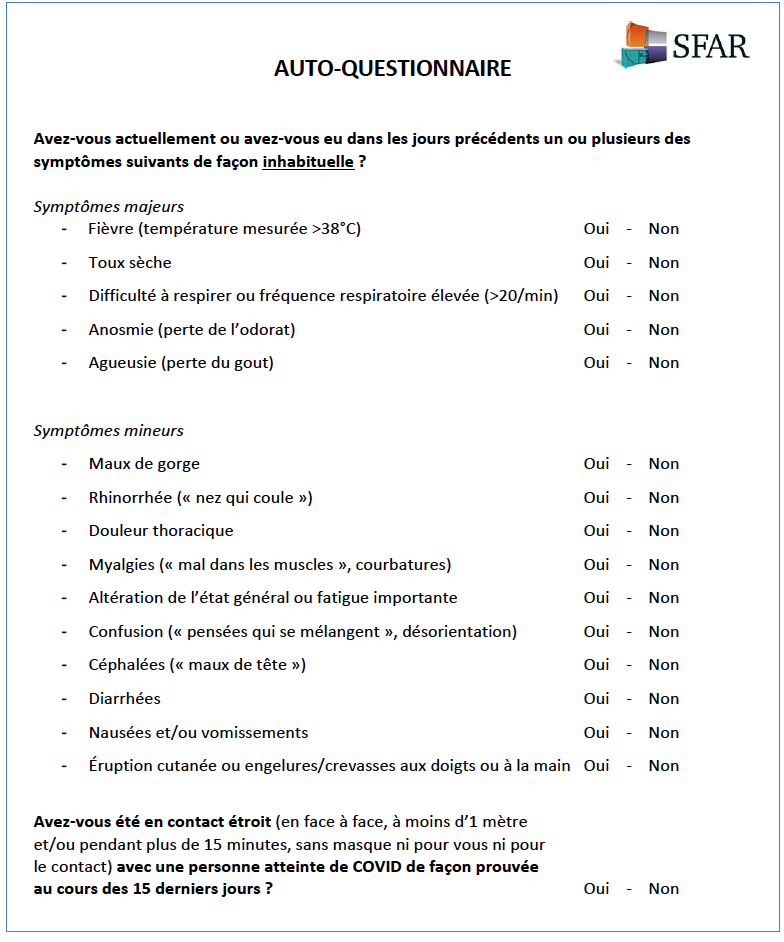 SFAR
AUTO-QUESTIONNAIRE
Avez-vous actuellement ou avez-vous eu dans les jours précédents un ou plusieurs des
symptômes suivants de façon inhabituelle ?
Symptômes majeurs
- Fièvre (température mesurée >38°C) Oui - Non
- Toux sèche Oui - Non
- Difficulté à respirer ou fréquence respiratoire élevée (>20/min) Oui - Non
- Anosmie (perte de l’odorat) Oui - Non
- Agueusie (perte du gout) Oui - Non
Symptômes mineurs
- Maux de gorge Oui - Non
- Rhinorrhée (« nez qui coule ») Oui - Non
- Douleur thoracique Oui - Non
- Myalgies (« mal dans les muscles », courbatures) Oui - Non
- Altération de l’état général ou fatigue importante Oui - Non
- Confusion (« pensées qui se mélangent », désorientation) Oui - Non
- Céphalées (« maux de tête ») Oui - Non
- Diarrhées Oui - Non
- Nausées et/ou vomissements Oui - Non
- Éruption cutanée ou engelures/crevasses aux doigts ou à la main Oui - Non
Avez-vous été en contact étroit (en face à face, à moins d’1 mètre
et/ou pendant plus de 15 minutes, sans masque ni pour vous ni pour
le contact) avec une personne atteinte de COVID de façon prouvée
au cours des 15 derniers jours ? Oui - Non